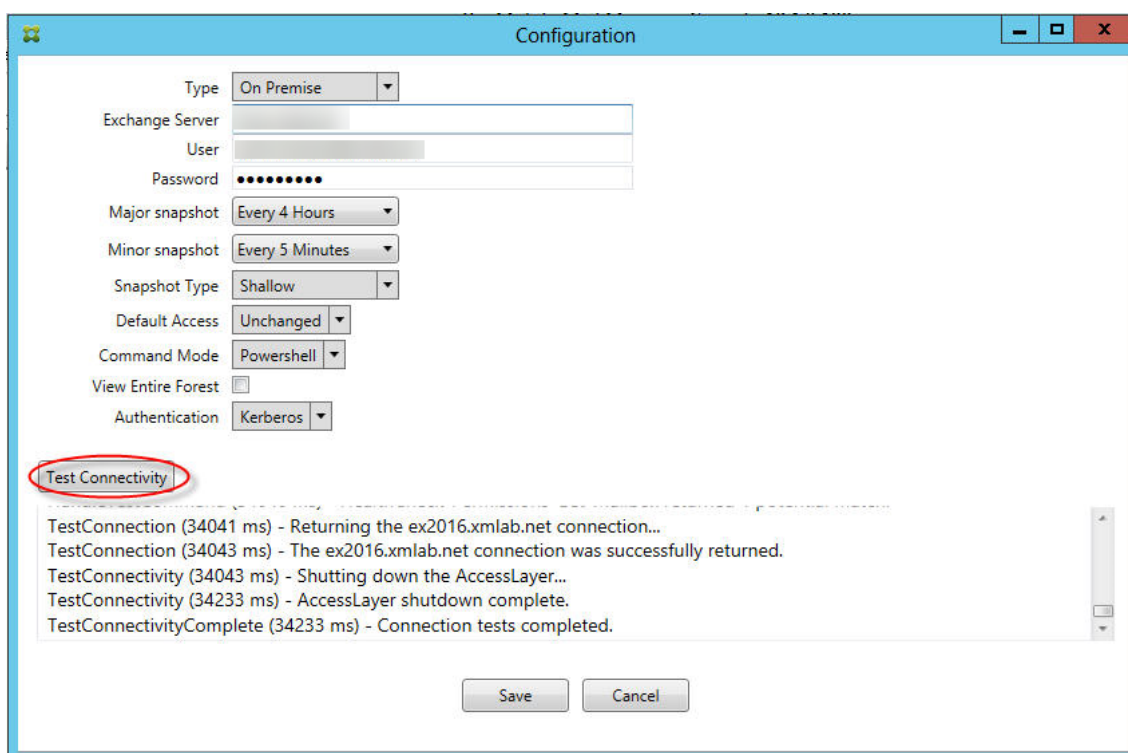 Configuration
Type On Premise
Exchange Server
User
Password
Major snapshot Every 4 Hours
Minor snapshot Every 5 Minutes
Snapshot Type Shallow
Default Access Unchanged
Command Mode Powershell
View Entire Forest
Authentication Kerberos
Test Connectivity
TestConnection (34041 ms) - Returning the ex2016.xmlab.net connection...
TestConnection (34043 ms) - The ex2016.xmlab.net connection was successfully returned.
TestConnectivity (34043 ms) - Shutting down the AccessLayer...
TestConnectivity (34233 ms) - AccessLayer shutdown complete.
TestConnectivityComplete (34233 ms) - Connection tests completed.
Save Cancel